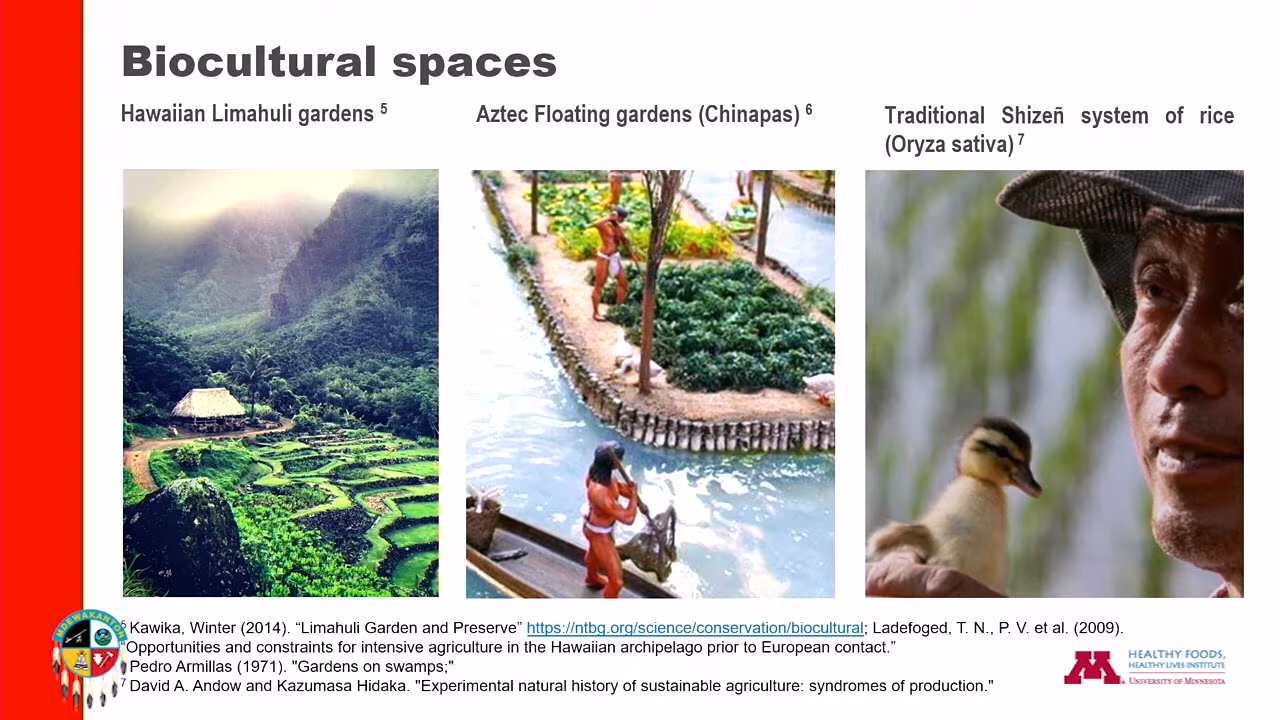 Biocultural spaces
Hawaiian Limahuli gardens 5
Aztec Floating gardens (Chinapas) 6
Traditional Shizeñ system of rice
(Oryza sativa) 7
Kawika, Winter (2014). “Limahuli Garden and Preserve” https://ntbg.org/science/conservation/biocultural; Ladefoged, T. N., P. V. et al. (2009).
“Opportunities and constraints for intensive agriculture in the Hawaiian archipelago prior to European contact.”
Pedro Armillas (1971). "Gardens on swamps;"
7 David A. Andow and Kazumasa Hidaka. "Experimental natural history of sustainable agriculture: syndromes of production."
MDEWAKANTON
M
HEALTHY FOODS,
HEALTHY LIVES INSTITUTE
UNIVERSITY OF MINNESOTA